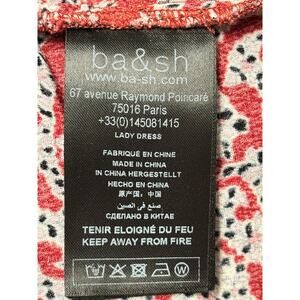 ba&sh
www.ba-sh.com
67 avenue Raymond Poincaré
75016 Paris
+33(0)145081415
LADY DRESS
FABRIQUÉ EN CHINE
MADE IN CHINA
IN CHINA HERGESTELLT
HECHO EN CHINA
原产国：中国
صنع في الصين
СДЕЛАНО В КИТАЕ
TENIR ELOIGNÉ DU FEU
KEEP AWAY FROM FIRE
W